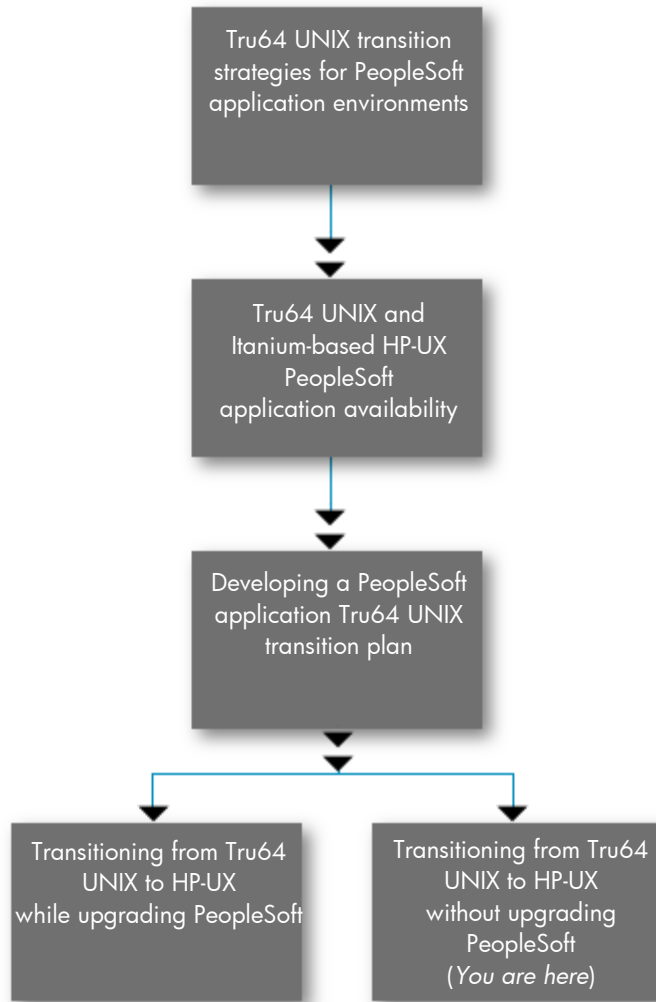 Tru64 UNIX transition
strategies for PeopleSoft
application environments
Tru64 UNIX and
Itanium-based HP-UX
PeopleSoft
application availability
Developing a PeopleSoft
application Tru64 UNIX
transition plan
Transitioning from Tru64
UNIX to HP-UX
while upgrading PeopleSoft
Transitioning from Tru64
UNIX to HP-UX
without upgrading
PeopleSoft
(You are here)